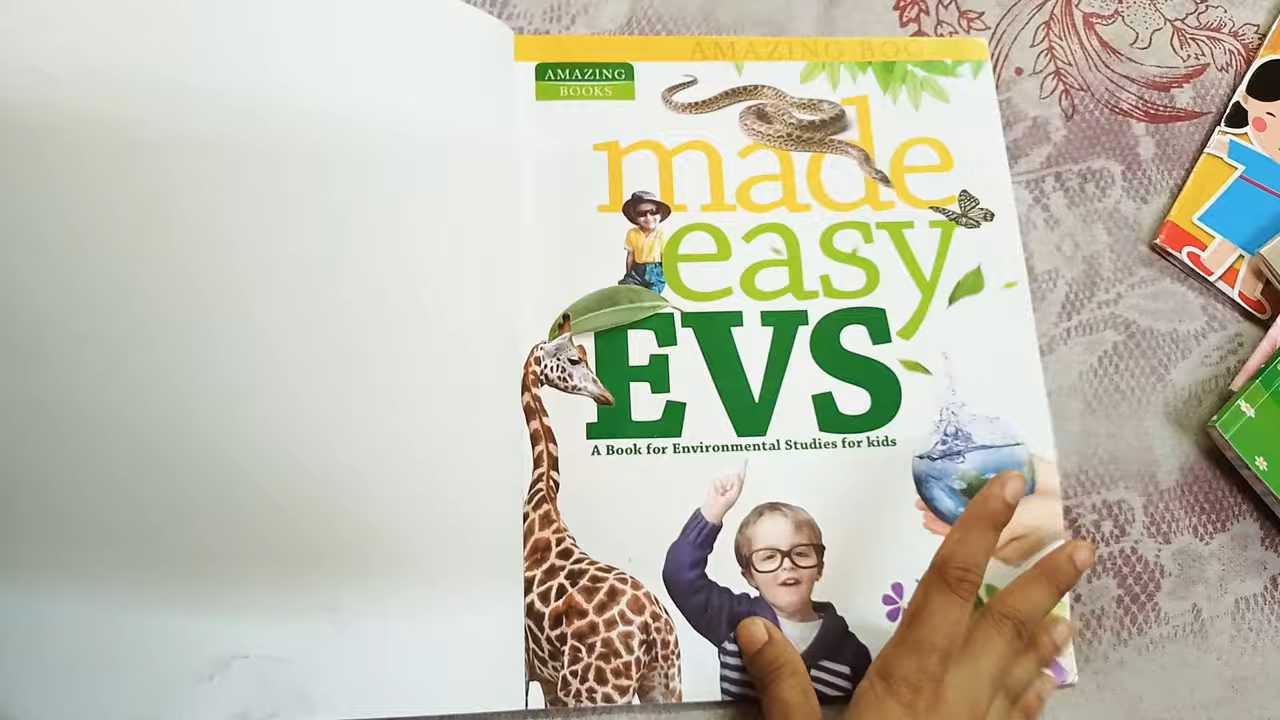 AMAZING BOO
AMAZING
BOOKS
made
easy
EVS
A Book for Environmental Studies for kids